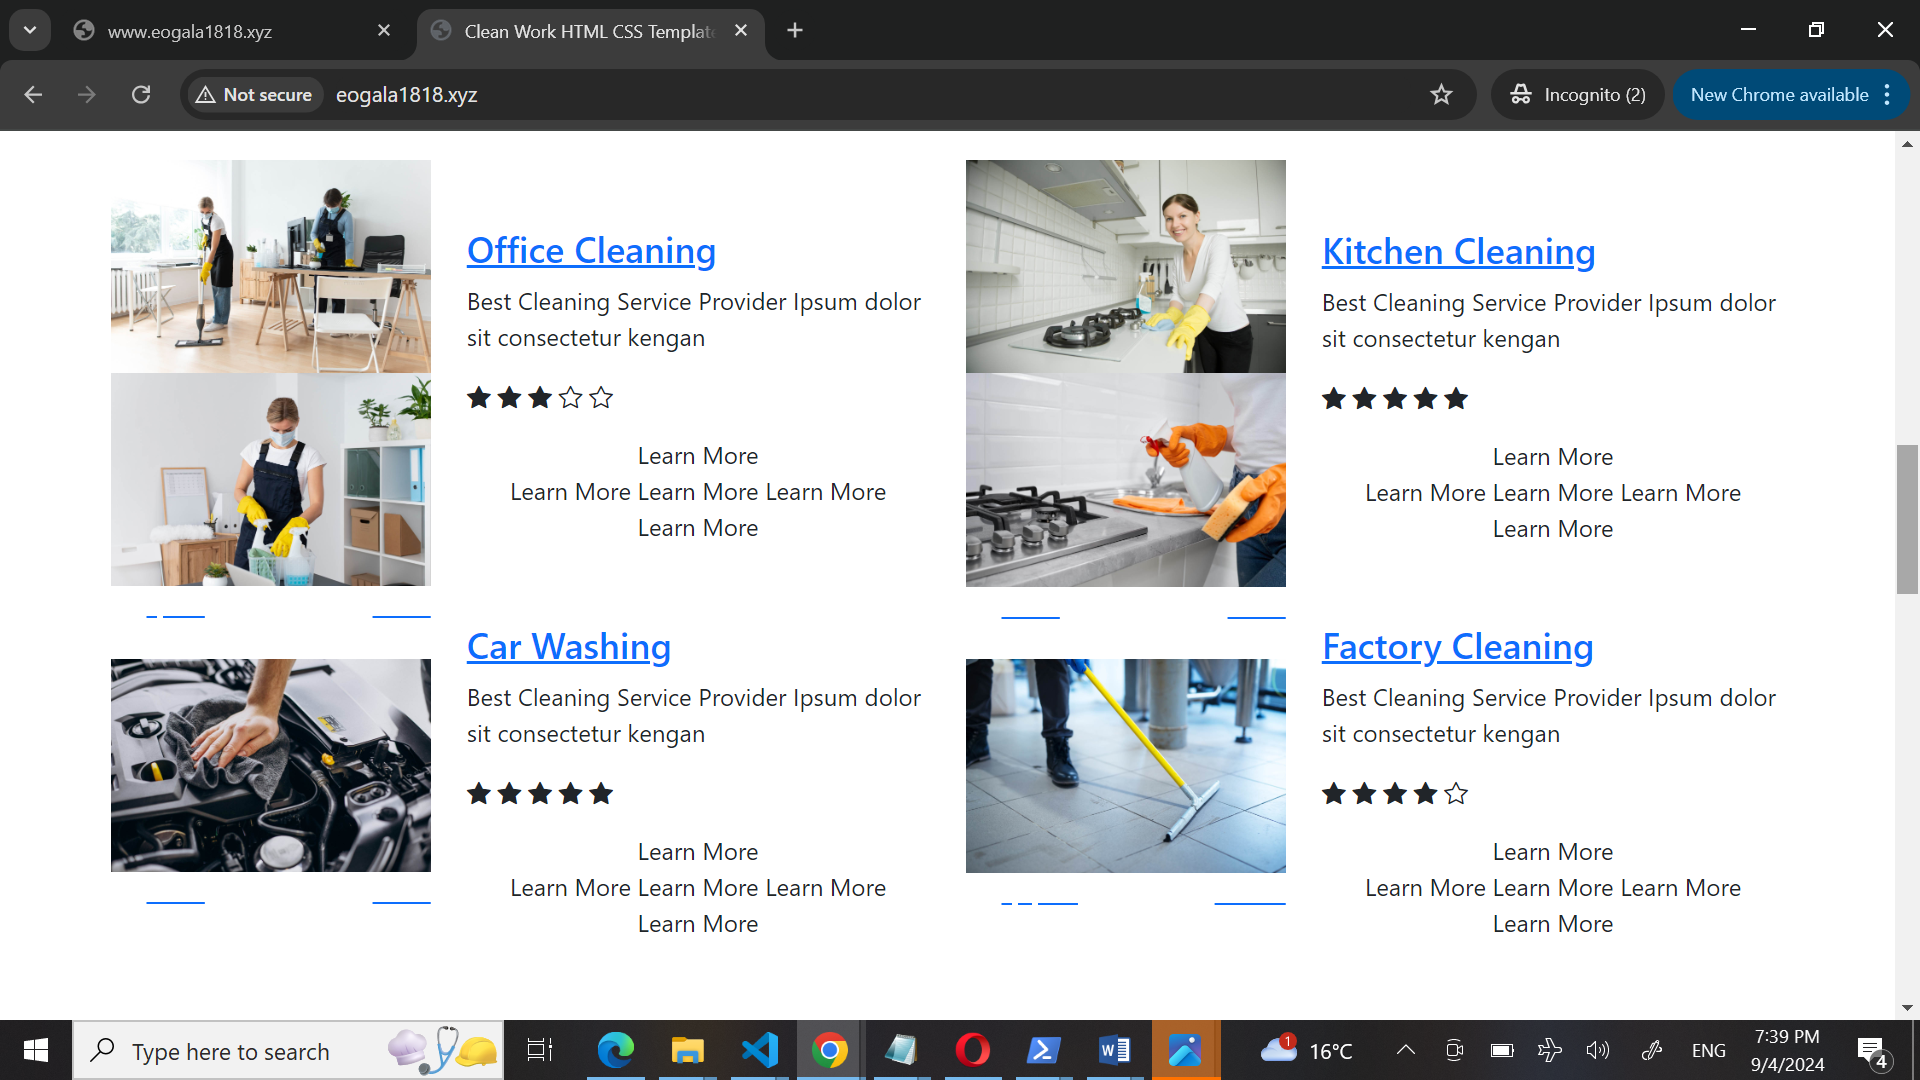 www.eogala1818.xyz
Clean Work HTML CSS Template
Not secure
eogala1818.xyz
Incognito (2)
New Chrome available
Office Cleaning
Best Cleaning Service Provider Ipsum dolor
sit consectetur kengan
Learn More
Learn More Learn More Learn More
Learn More
Kitchen Cleaning
Best Cleaning Service Provider Ipsum dolor
sit consectetur kengan
Learn More
Learn More Learn More Learn More
Learn More
Car Washing
Best Cleaning Service Provider Ipsum dolor
sit consectetur kengan
Learn More
Learn More Learn More Learn More
Learn More
Factory Cleaning
Best Cleaning Service Provider Ipsum dolor
sit consectetur kengan
Learn More
Learn More Learn More Learn More
Learn More
Type here to search
1
16°C
ENG
7:39 PM
9/4/2024
4